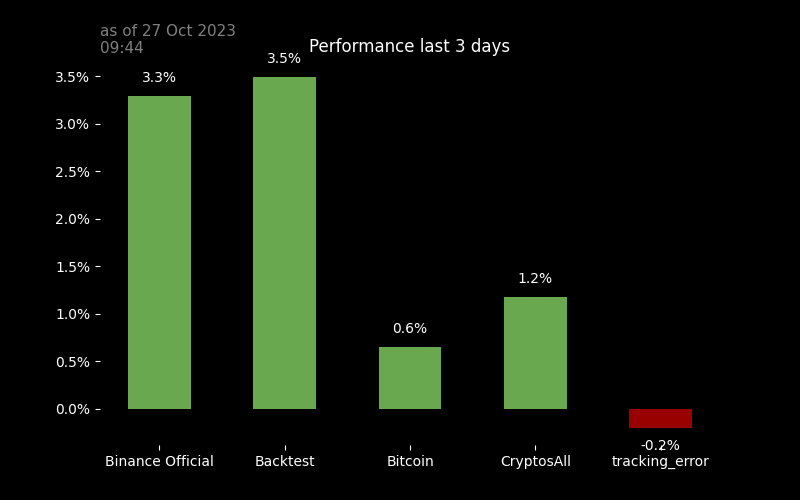 as of 27 Oct 2023
09:44
Performance last 3 days
3.5%
3.0%
2.5%
2.0%
1.5%
1.0%
0.5%
0.0%
3.3%
3.5%
0.6%
1.2%
-0.2%
Binance Official
Backtest
Bitcoin
CryptosAll
tracking_error